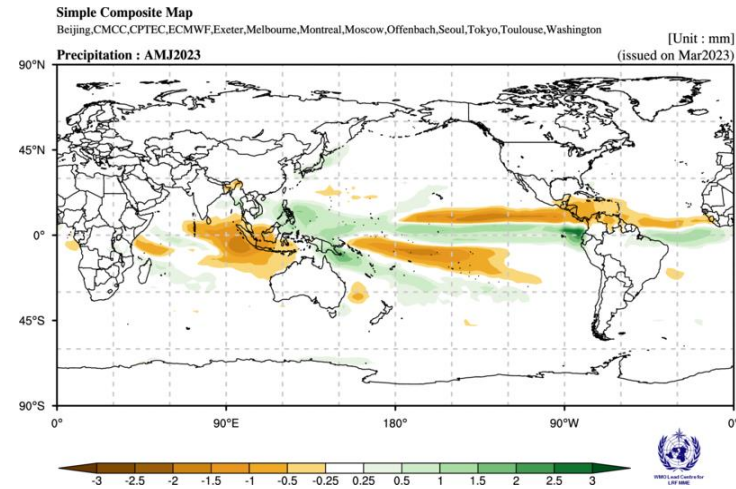 Simple Composite Map
Beijing,CMCC,CPTEC,ECMWF,Exeter,Melbourne,Montreal,Moscow,Offenbach,Seoul,Tokyo,Toulouse,Washington
[Unit : mm]
Precipitation : AMJ2023
(issued on Mar2023)
90°N
45°N
0°
45°S
90°S
0° 90°E 180° 90°W 0°
-3 -2.5 -2 -1.5 -1 -0.5 -0.25 0.25 0.5 1 1.5 2 2.5 3
WMO Lead Centre for
LRF MME